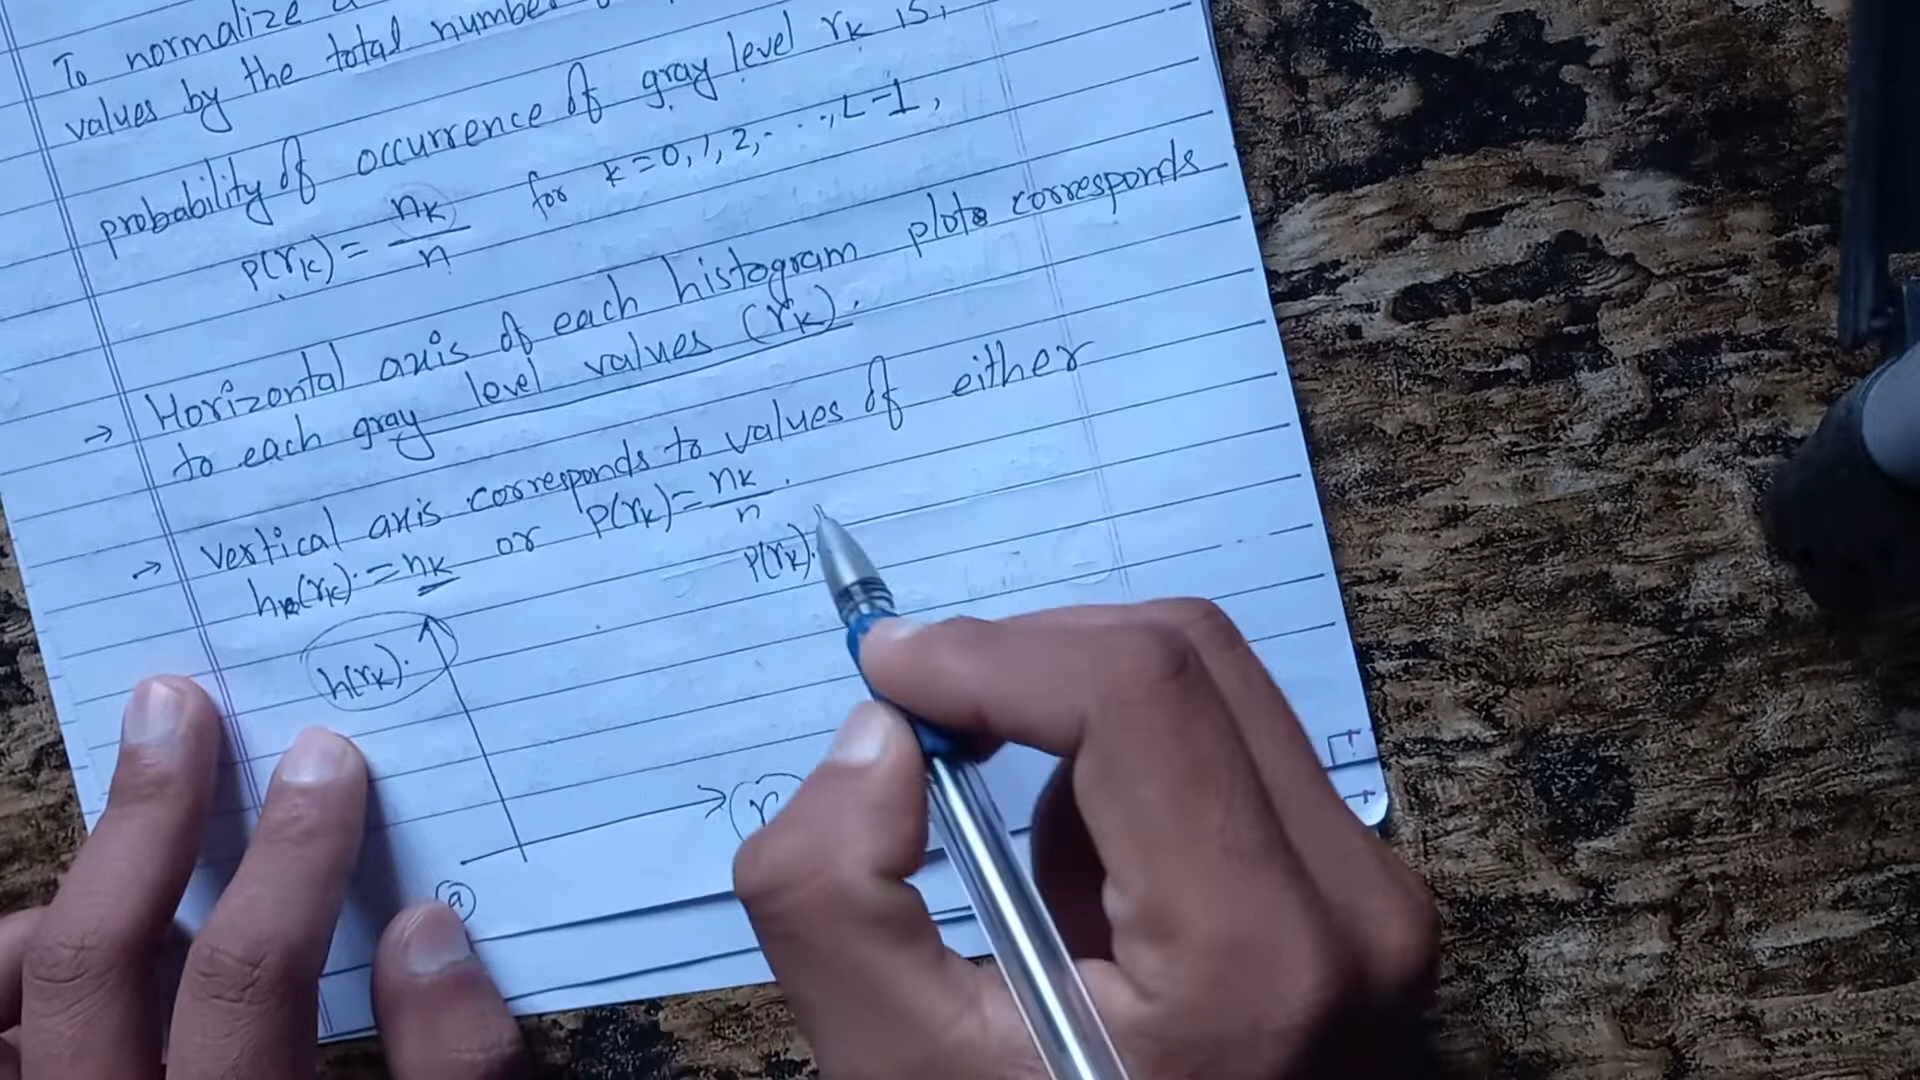 To normalize a
values by the total number
probability of occurrence of gray level rk is,
p(rk) = nk/n for k=0,1,2,...,L-1,
→ Horizontal axis of each histogram plots corresponds
to each gray level values (rk).
→ Vertical axis corresponds to values of either
h(rk) = nk or p(rk) = nk/n.
p(rk).
h(rk).
r
(a)